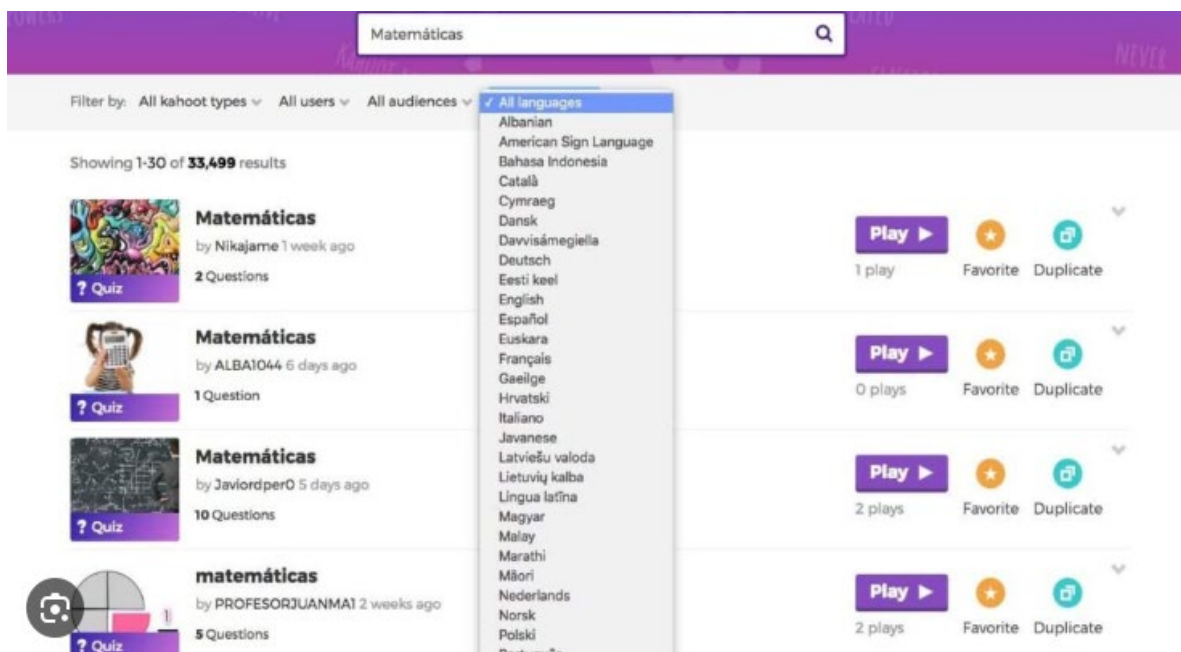 Matemáticas
NEVER
Filter by: All kahoot types All users All audiences ✓ All languages
Albanian
American Sign Language
Bahasa Indonesia
Català
Cymraeg
Dansk
Davvisámegiella
Deutsch
Eesti keel
English
Español
Euskara
Français
Gaeilge
Hrvatski
Italiano
Javanese
Latviešu valoda
Lietuvių kalba
Lingua latīna
Magyar
Malay
Marathi
Māori
Nederlands
Norsk
Polski
Showing 1-30 of 33,499 results
Matemáticas
by Nikajame 1 week ago
2 Questions
? Quiz
Play
1 play
Favorite Duplicate
Matemáticas
by ALBA1044 6 days ago
1 Question
? Quiz
Play
0 plays
Favorite Duplicate
Matemáticas
by Javiordper0 5 days ago
10 Questions
? Quiz
Play
2 plays
Favorite Duplicate
matemáticas
by PROFESORJUANMA1 2 weeks ago
5 Questions
? Quiz
Play
2 plays
Favorite Duplicate